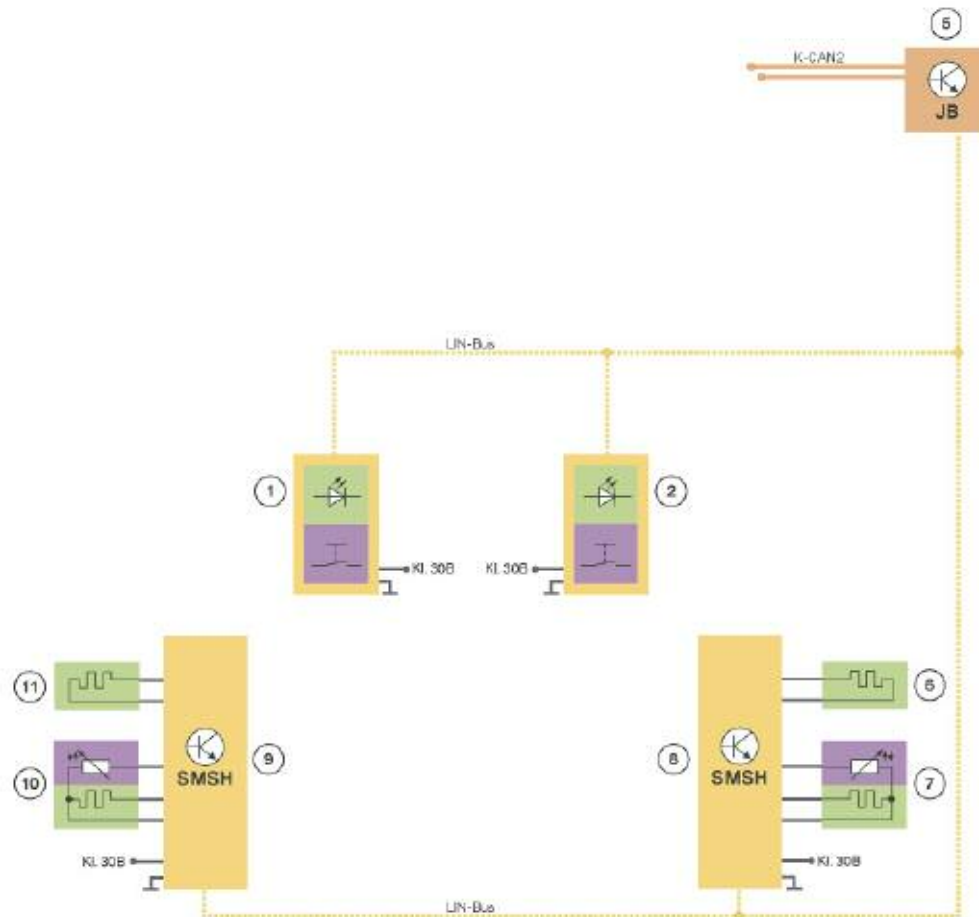 5
K-CAN2
JB
LIN-Bus
1
2
Kl. 30B
Kl. 30B
11
6
9
SMSH
8
SMSH
10
7
Kl. 30B
Kl. 30B
LIN-Bus